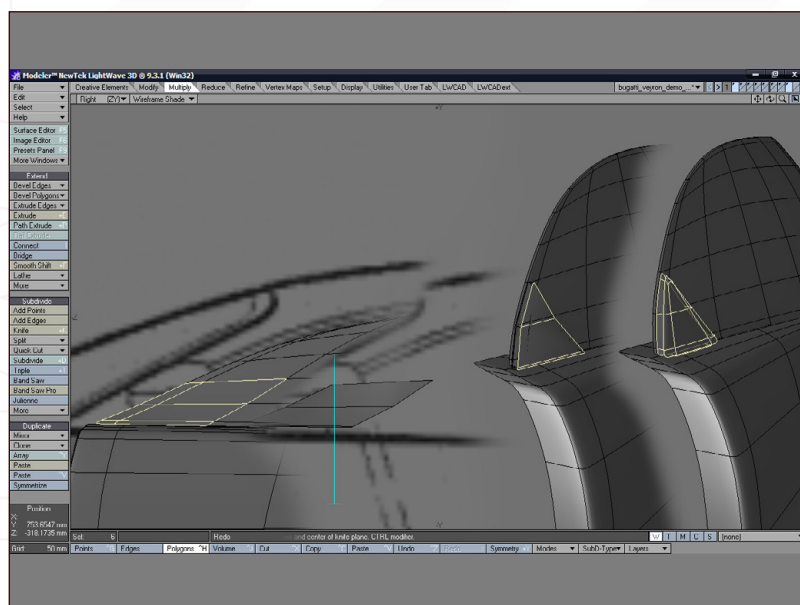 Modeler™ NewTek LightWave 3D ® 9.3.1 (Win32)
File Creative Elements Modify Multiply Reduce Refine Vertex Maps Setup Display Utilities User Tab LWCAD LWCADext bugatti_veyron_demo_...* 1
Edit Right (ZY) Wireframe Shade
Select
Help
+Y
Surface Editor
Image Editor
Presets Panel
More Windows
Extend
Bevel Edges
Bevel Polygons
Extrude Edges
Extrude
Path Extrude
Rail Extrude
Connect
Bridge
Smooth Shift
Lathe
More
Subdivide
Add Points
Add Edges
Knife
Split
Quick Cut
Subdivide
Triple
Band Saw
Band Saw Pro
Julienne
More
Duplicate
Mirror
Clone
Array
Paste
Paste
Symmetrize
Position
X:
Y: 753.6547 mm
Z: -318.1735 mm
Sel: 6 Redo and center of knife plane. CTRL modifier. W T M C S (none)
Grid: 50 mm Points Edges Polygons ^H Volume Cut Copy Paste Undo Redo Symmetry Modes SubD-Type Layers